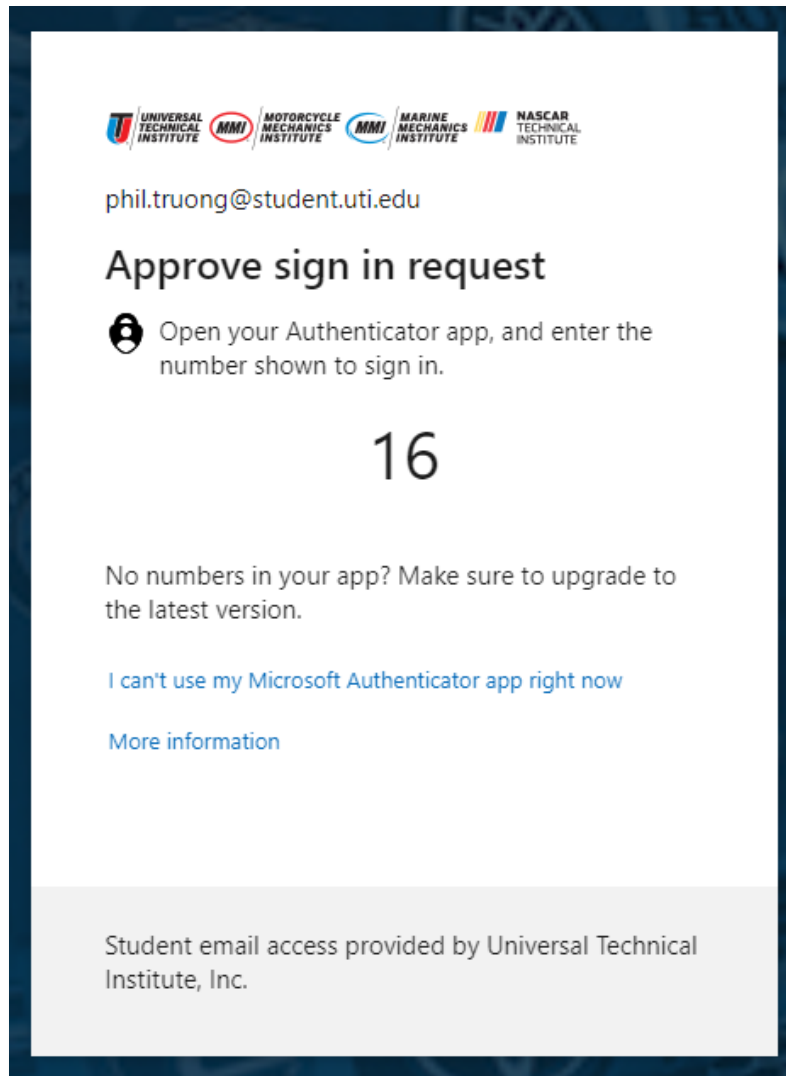 UNIVERSAL TECHNICAL INSTITUTE MMI MOTORCYCLE MECHANICS INSTITUTE MMI MARINE MECHANICS INSTITUTE NASCAR TECHNICAL INSTITUTE
phil.truong@student.uti.edu
Approve sign in request
Open your Authenticator app, and enter the
number shown to sign in.
16
No numbers in your app? Make sure to upgrade to
the latest version.
I can't use my Microsoft Authenticator app right now
More information
Student email access provided by Universal Technical
Institute, Inc.